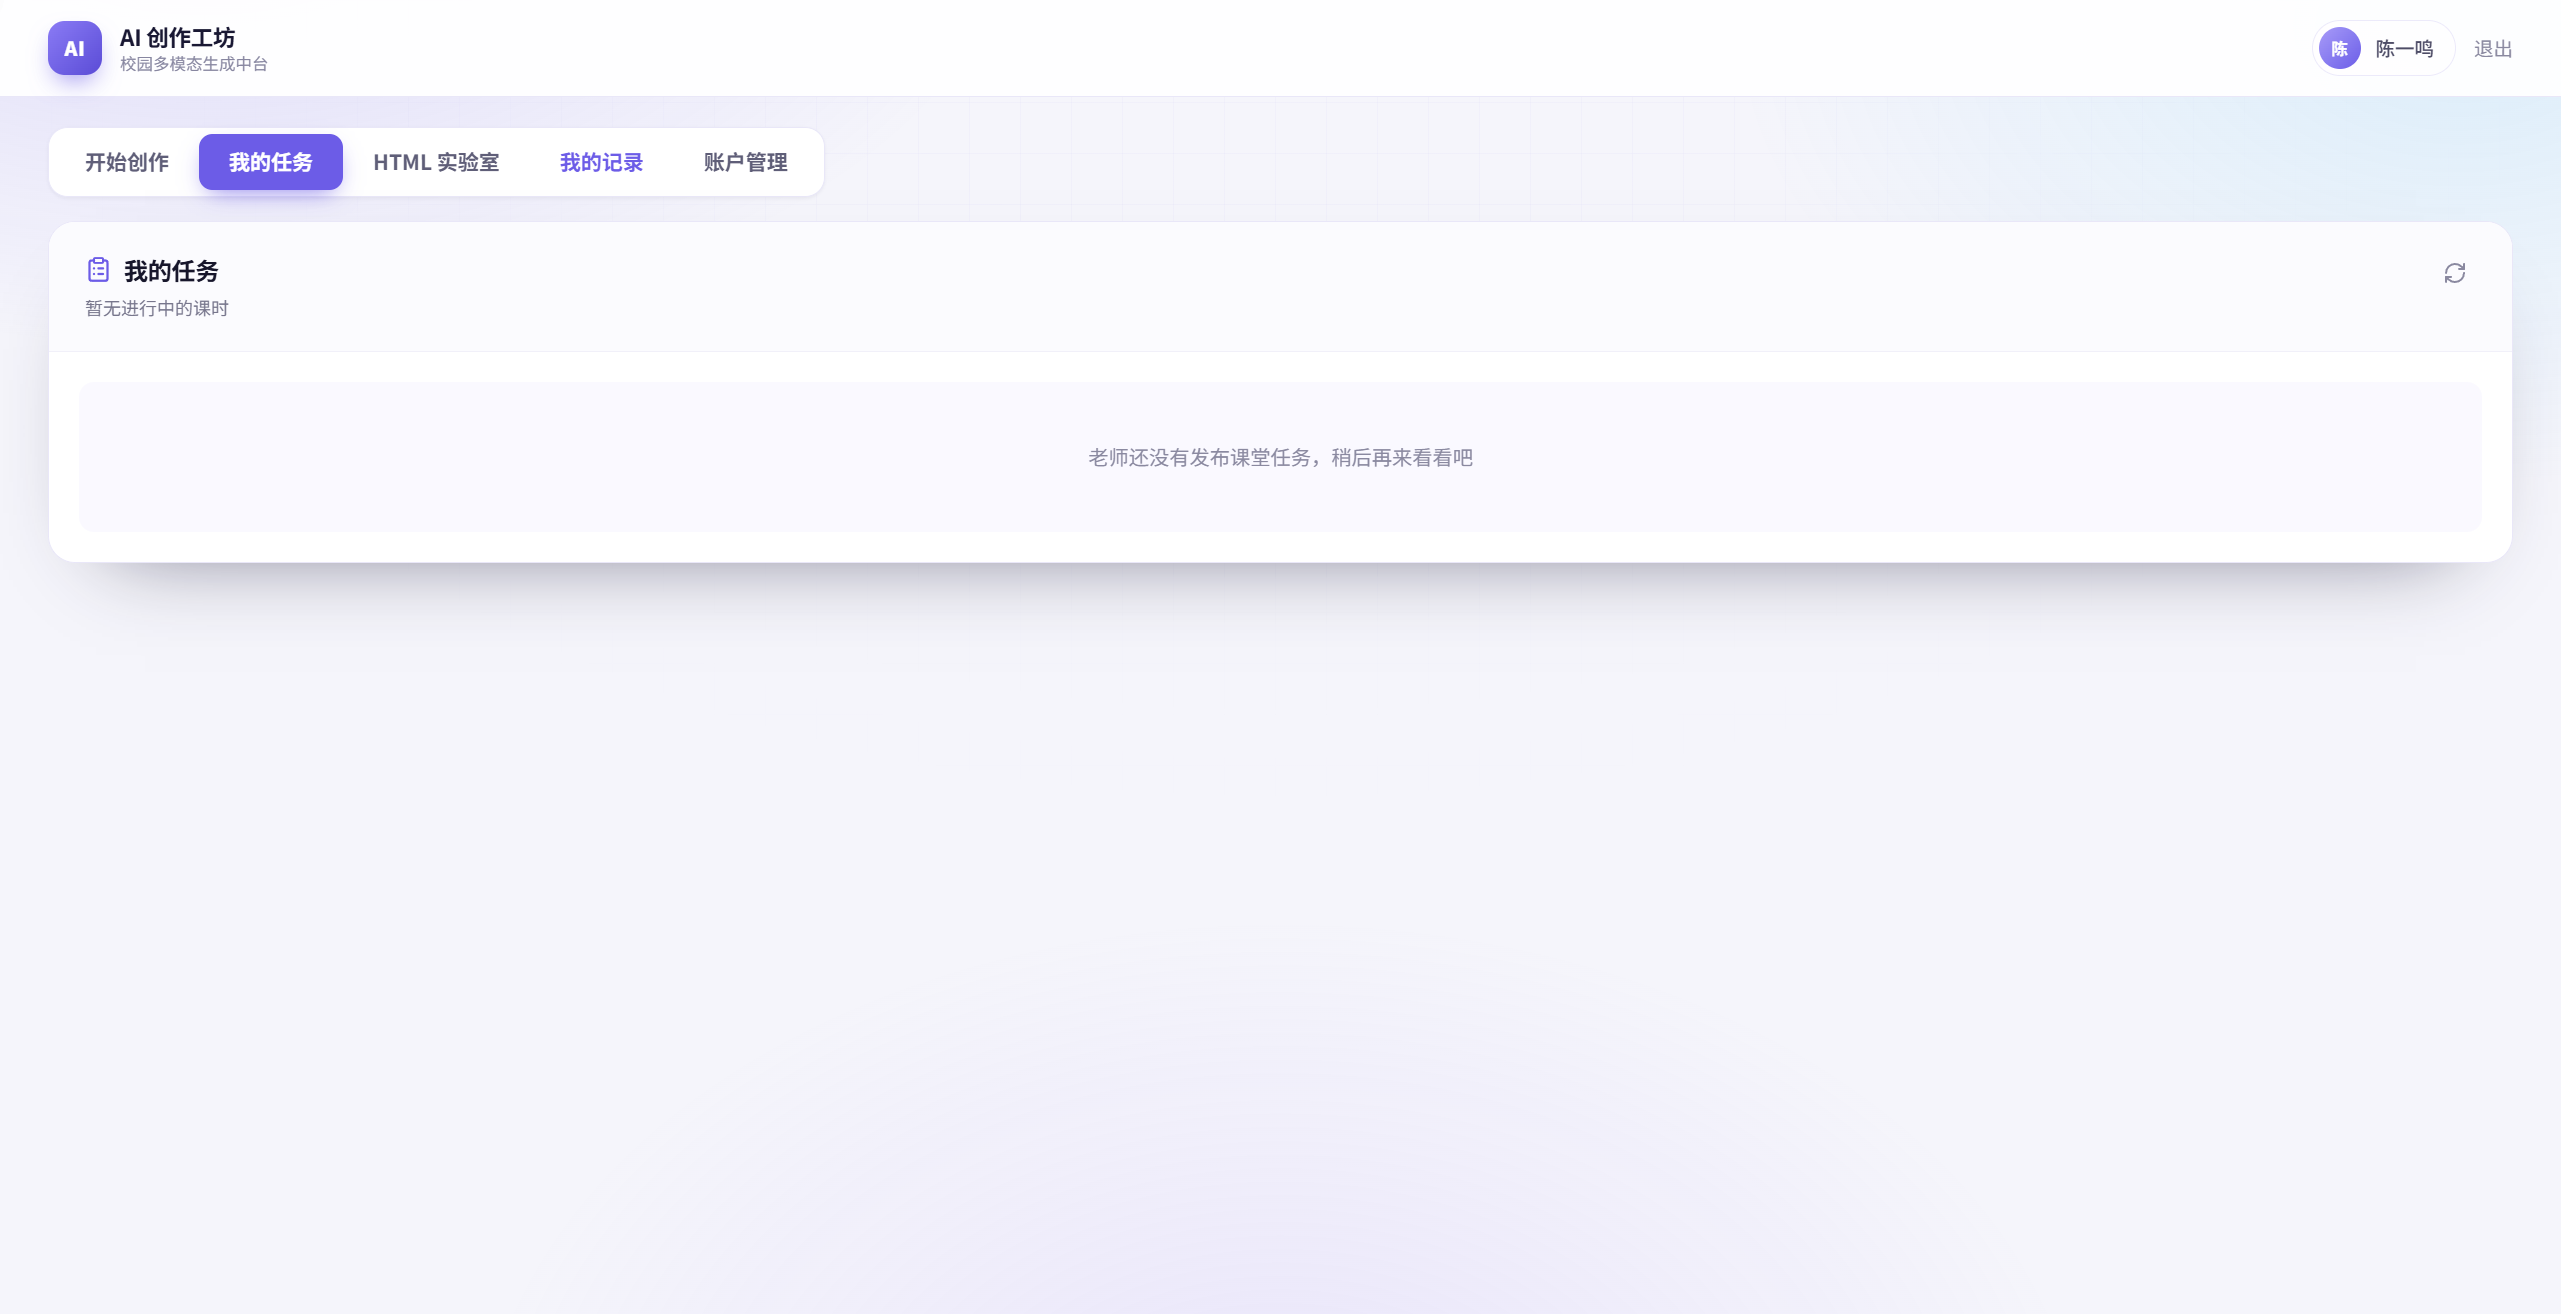 AI
AI 创作工坊
校园多模态生成中台
陈
陈一鸣
退出
开始创作
我的任务
HTML 实验室
我的记录
账户管理
我的任务
暂无进行中的课时
老师还没有发布课堂任务，稍后再来看看吧